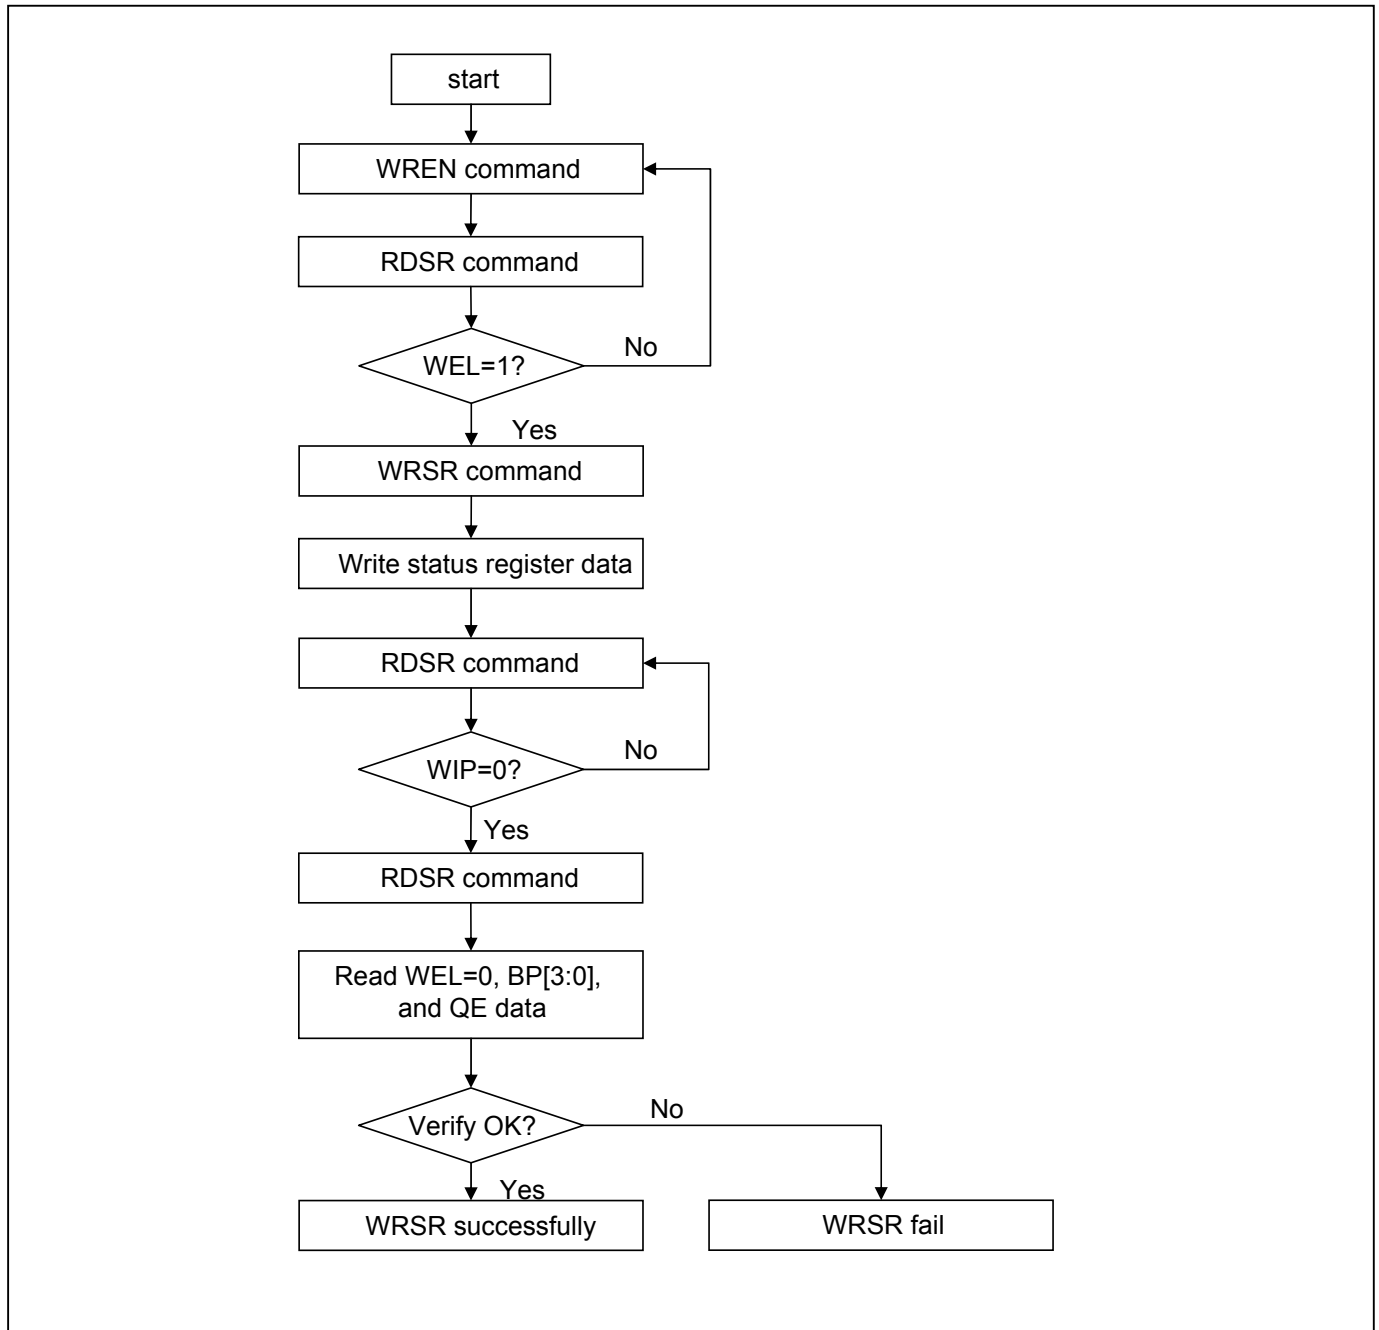 start
WREN command
RDSR command
WEL=1?
No
Yes
WRSR command
Write status register data
RDSR command
WIP=0?
No
Yes
RDSR command
Read WEL=0, BP[3:0],
and QE data
Verify OK?
No
Yes
WRSR successfully
WRSR fail